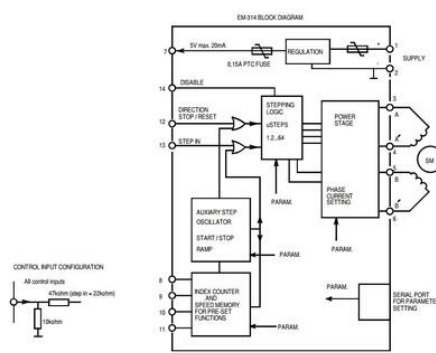 EM-314 BLOCK DIAGRAM
7
5V max. 20mA
0,15A PTC FUSE
REGULATION
+
-
1
2
SUPPLY
14
DISABLE
12
DIRECTION
STOP / RESET
13
STEP IN
STEPPING
LOGIC
uSTEPS
1,2...64
POWER
STAGE
PHASE
CURRENT
SETTING
3
A
A'
4
5
B
B'
6
SM
PARAM.
PARAM.
AUXIARY STEP
OSCILLATOR
START / STOP
RAMP
PARAM.
8
9
10
11
INDEX COUNTER
AND
SPEED MEMORY
FOR PRE-SET
FUNCTIONS
PARAM.
PARAM.
SERIAL PORT
FOR PARAMETE
SETTING
CONTROL INPUT CONFIGURATION
All control inputs
47kohm (step in = 22kohm)
10kohm